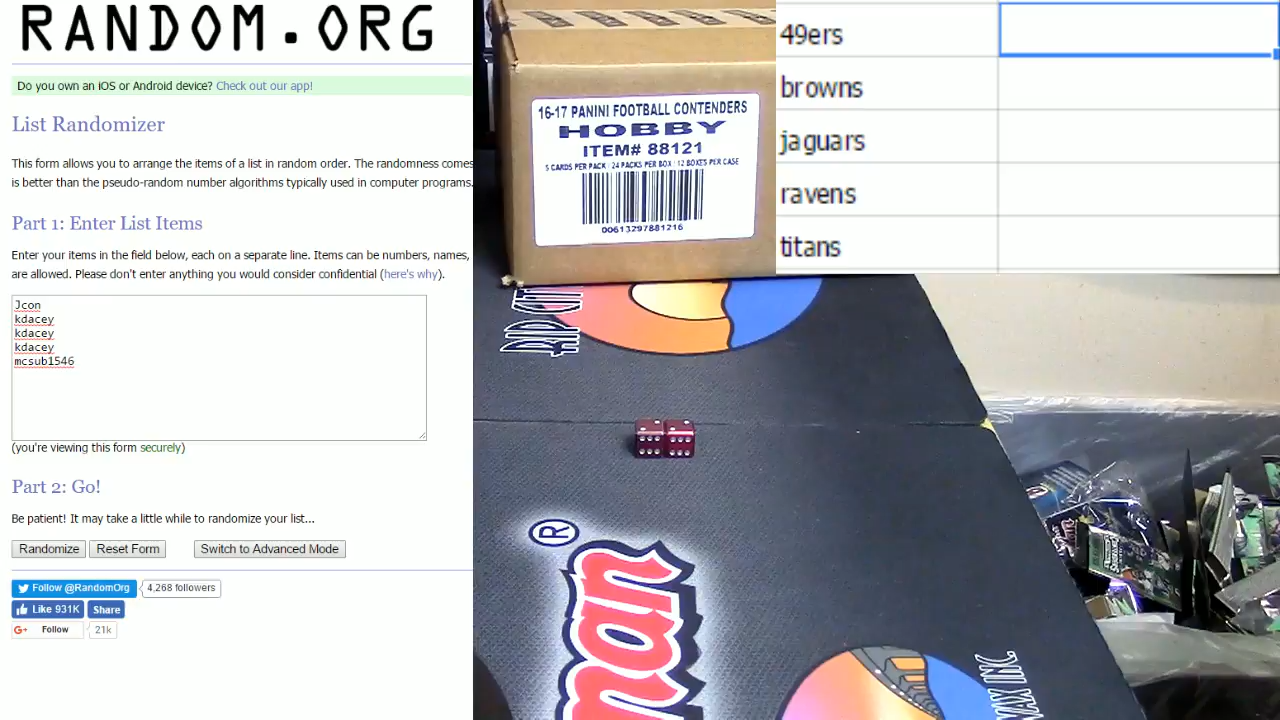 RANDOM.ORG
Do you own an iOS or Android device? Check out our app!
List Randomizer
This form allows you to arrange the items of a list in random order. The randomness comes
is better than the pseudo-random number algorithms typically used in computer programs.
Part 1: Enter List Items
Enter your items in the field below, each on a separate line. Items can be numbers, names,
are allowed. Please don't enter anything you would consider confidential (here's why).
Jcon
kdacey
kdacey
kdacey
mcsub1546
(you're viewing this form securely)
Part 2: Go!
Be patient! It may take a little while to randomize your list...
Randomize
Reset Form
Switch to Advanced Mode
Follow @RandomOrg
4,268 followers
Like 931K
Share
Follow
21k
16-17 PANINI FOOTBALL CONTENDERS
HOBBY
ITEM# 88121
5 CARDS PER PACK / 24 PACKS PER BOX / 12 BOXES PER CASE
00613297881216
49ers
browns
jaguars
ravens
titans
RIP CIT
®
man
MAX INC